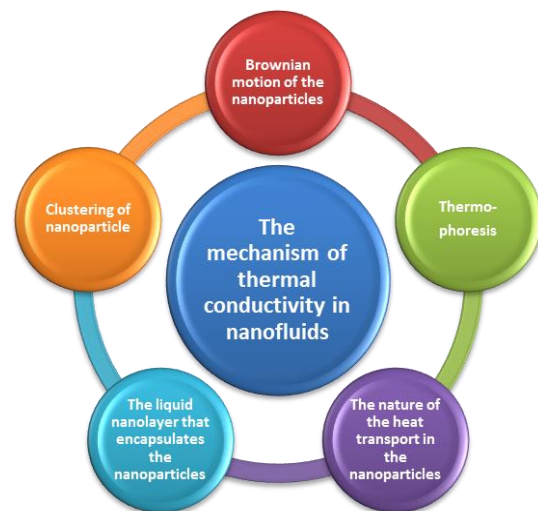 Brownian
motion of the
nanoparticles
Thermo-
phoresis
The nature of
the heat
transport in
the
nanoparticles
The liquid
nanolayer that
encapsulates
the
nanoparticles
Clustering of
nanoparticle
The
mechanism of
thermal
conductivity in
nanofluids